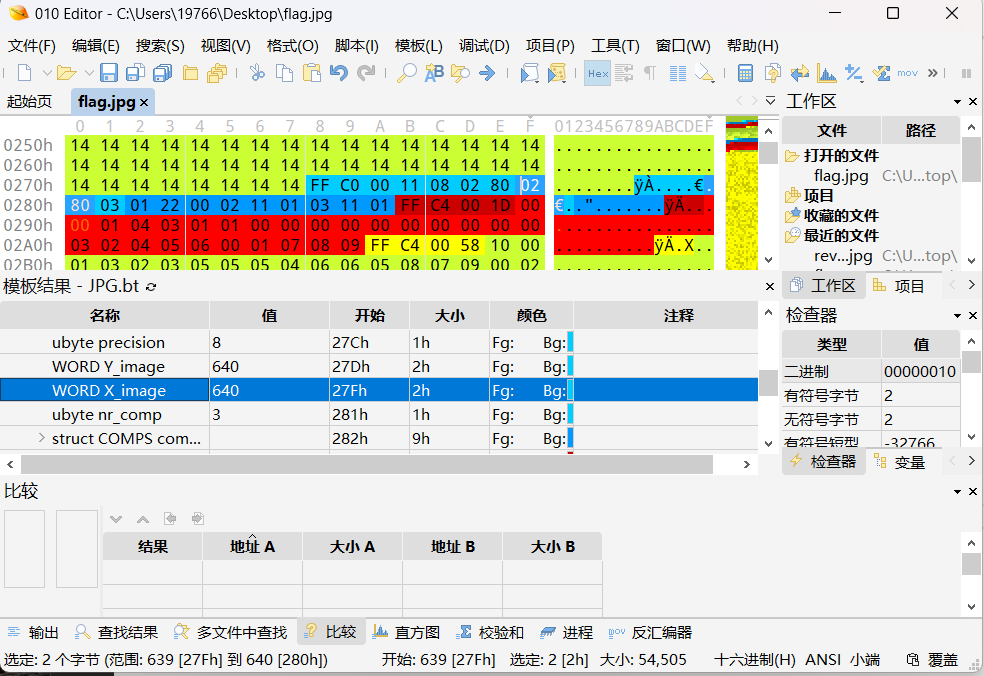 010 Editor - C:\Users\19766\Desktop\flag.jpg
文件(F) 编辑(E) 搜索(S) 视图(V) 格式(O) 脚本(I) 模板(L) 调试(D) 项目(P) 工具(T) 窗口(W) 帮助(H)
Hex mov »
起始页 flag.jpg × 工作区
0 1 2 3 4 5 6 7 8 9 A B C D E F 0123456789ABCDEF
0250h 14 14 14 14 14 14 14 14 14 14 14 14 14 14 14 14 ................
0260h 14 14 14 14 14 14 14 14 14 14 14 14 14 14 14 14 ................
0270h 14 14 14 14 14 14 14 14 FF C0 00 11 08 02 80 02 ........ÿÀ....€.
0280h 80 03 01 22 00 02 11 01 03 11 01 FF C4 00 1D 00 €..".......ÿÄ...
0290h 00 01 04 03 01 01 00 00 00 00 00 00 00 00 00 00 ................
02A0h 03 02 04 05 06 00 01 07 08 09 FF C4 00 58 10 00 ..........ÿÄ.X..
02B0h 01 03 02 03 05 05 05 04 06 06 05 08 07 09 00 02
文件 路径
打开的文件
flag.jpg C:\U...top\
项目
收藏的文件
最近的文件
rev...jpg C:\U...top\
工作区 项目
模板结果 - JPG.bt
名称 值 开始 大小 颜色 注释
ubyte precision 8 27Ch 1h Fg: Bg:
WORD Y_image 640 27Dh 2h Fg: Bg:
WORD X_image 640 27Fh 2h Fg: Bg:
ubyte nr_comp 3 281h 1h Fg: Bg:
struct COMPS com... 282h 9h Fg: Bg:
检查器
类型 值
二进制 00000010
有符号字节 2
无符号字节 2
有符号短型 -32766
检查器 变量
比较
结果 地址 A 大小 A 地址 B 大小 B
输出 查找结果 多文件中查找 比较 直方图 校验和 进程 mov 反汇编器
选定: 2 个字节 (范围: 639 [27Fh] 到 640 [280h]) 开始: 639 [27Fh] 选定: 2 [2h] 大小: 54,505 十六进制(H) ANSI 小端 覆盖